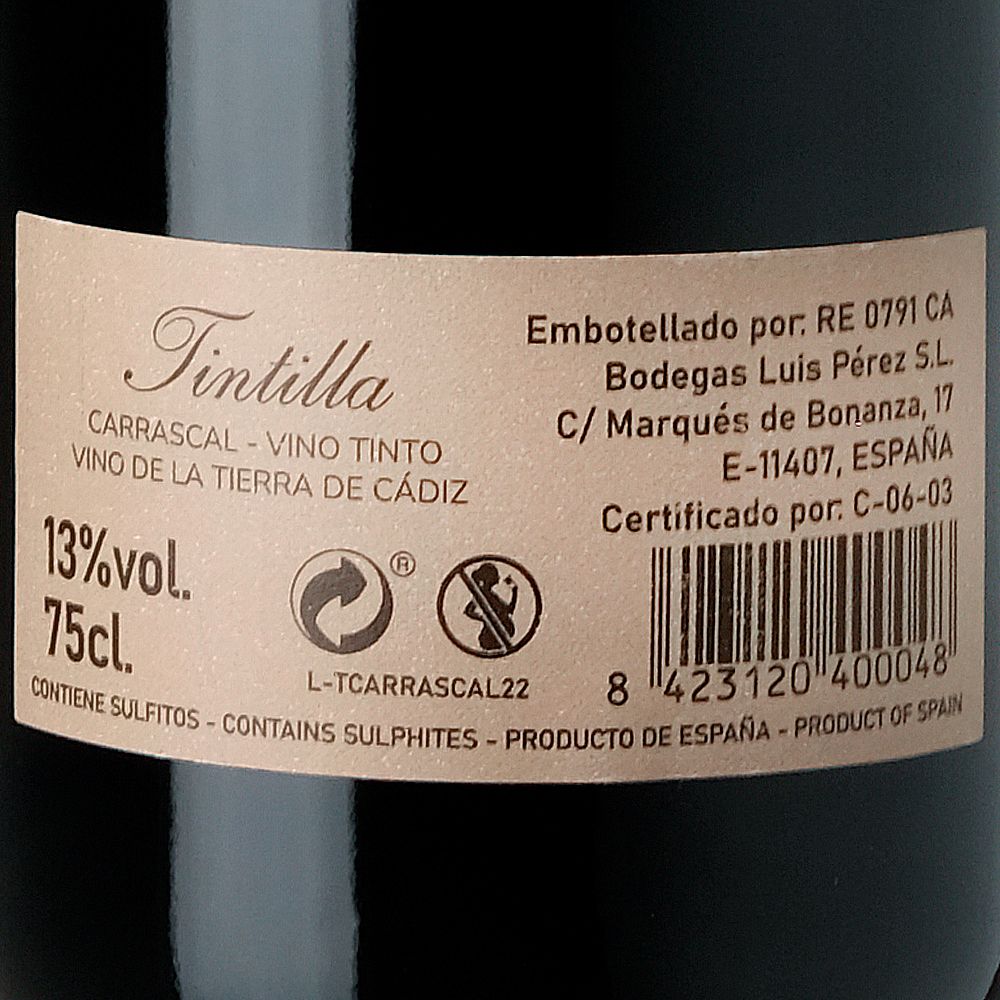 Tintilla
CARRASCAL - VINO TINTO
VINO DE LA TIERRA DE CÁDIZ
13%vol.
75cl.
®
L-TCARRASCAL22
Embotellado por: RE 0791 CA
Bodegas Luis Pérez S.L.
C/ Marqués de Bonanza, 17
E-11407, ESPAÑA
Certificado por: C-06-03
8 423120 400048
CONTIENE SULFITOS - CONTAINS SULPHITES - PRODUCTO DE ESPAÑA - PRODUCT OF SPAIN